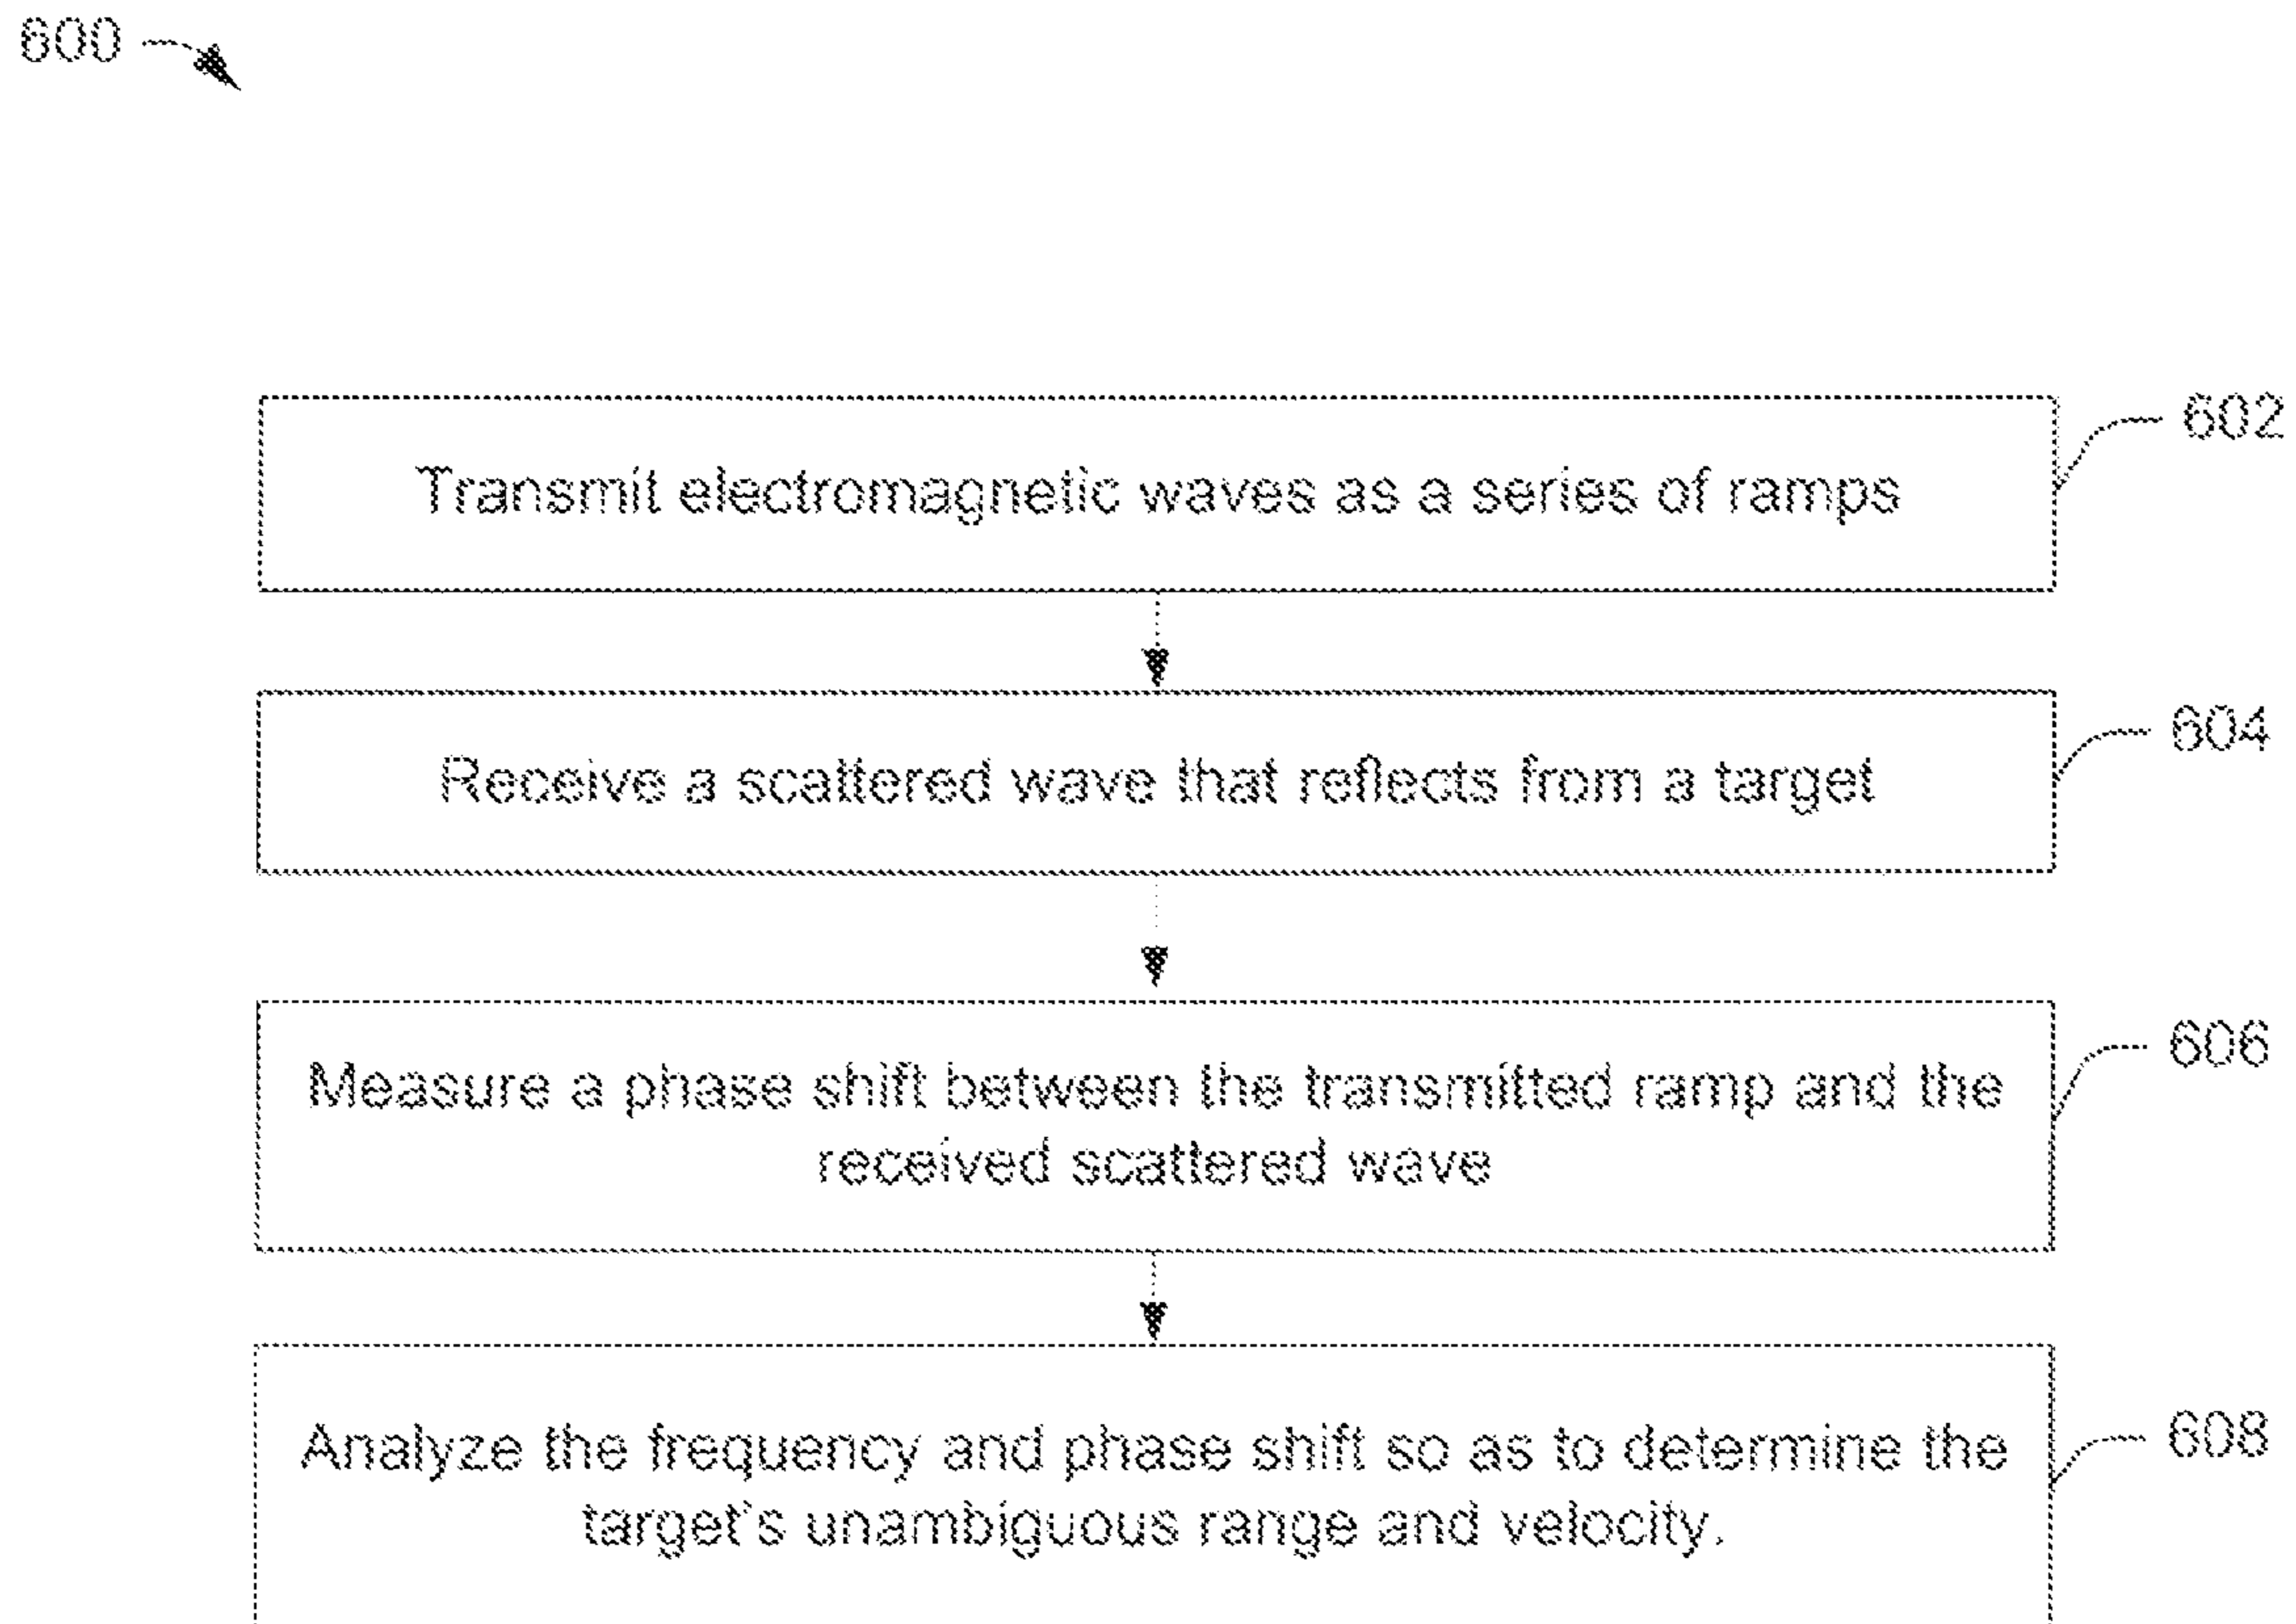 600
602
Transmit electromagnetic waves as a series of ramps
604
Receive a scattered wave that reflects from a target
606
Measure a phase shift between the transmitted ramp and the
received scattered wave
608
Analyze the frequency and phase shift so as to determine the
target's unambiguous range and velocity.